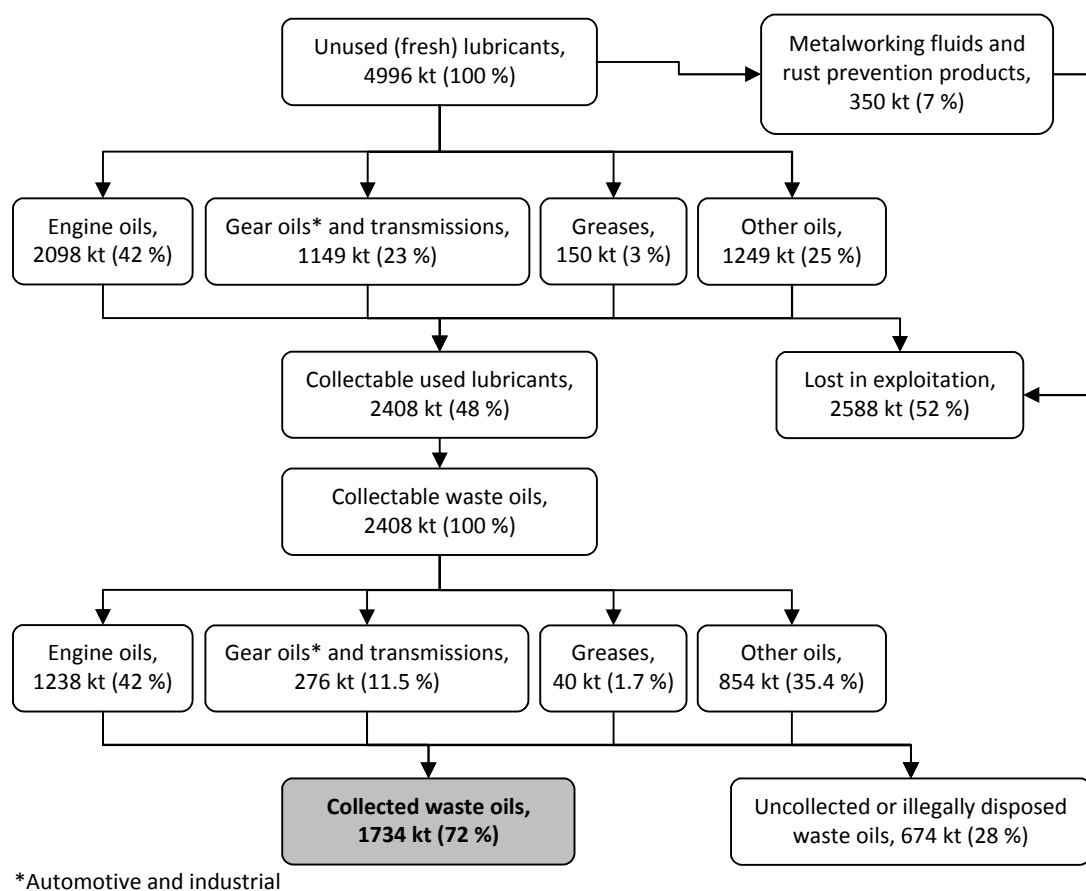 Unused (fresh) lubricants,
4996 kt (100 %)
Metalworking fluids and
rust prevention products,
350 kt (7 %)
Engine oils,
2098 kt (42 %)
Gear oils* and transmissions,
1149 kt (23 %)
Greases,
150 kt (3 %)
Other oils,
1249 kt (25 %)
Collectable used lubricants,
2408 kt (48 %)
Lost in exploitation,
2588 kt (52 %)
Collectable waste oils,
2408 kt (100 %)
Engine oils,
1238 kt (42 %)
Gear oils* and transmissions,
276 kt (11.5 %)
Greases,
40 kt (1.7 %)
Other oils,
854 kt (35.4 %)
Collected waste oils,
1734 kt (72 %)
Uncollected or illegally disposed
waste oils, 674 kt (28 %)
*Automotive and industrial